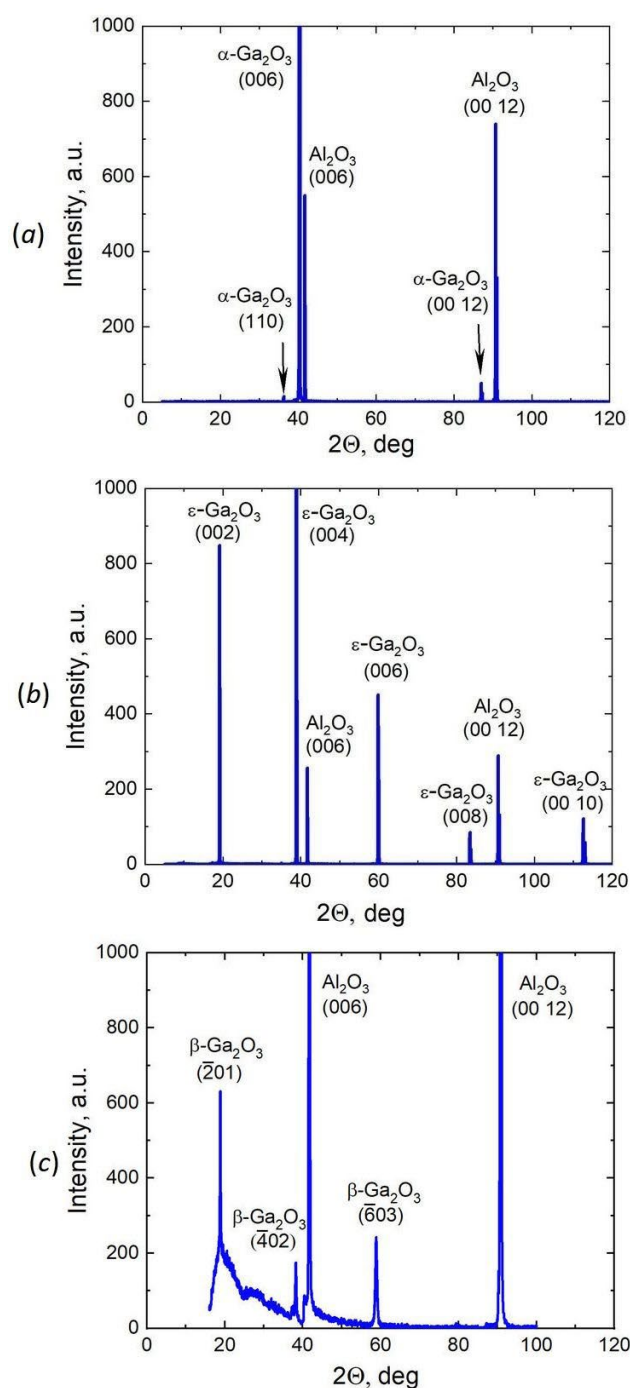 (a)
Intensity, a.u.
1000
800
600
400
200
0
α-Ga₂O₃
(006)
Al₂O₃
(006)
α-Ga₂O₃
(110)
Al₂O₃
(00 12)
α-Ga₂O₃
(00 12)
0 20 40 60 80 100 120
2Θ, deg
(b)
Intensity, a.u.
1000
800
600
400
200
0
ε-Ga₂O₃
(002)
ε-Ga₂O₃
(004)
Al₂O₃
(006)
ε-Ga₂O₃
(006)
Al₂O₃
(00 12)
ε-Ga₂O₃
(008)
ε-Ga₂O₃
(00 10)
0 20 40 60 80 100 120
2Θ, deg
(c)
Intensity, a.u.
1000
800
600
400
200
0
β-Ga₂O₃
(2̅01)
β-Ga₂O₃
(4̅02)
Al₂O₃
(006)
β-Ga₂O₃
(6̅03)
Al₂O₃
(00 12)
0 20 40 60 80 100 120
2Θ, deg